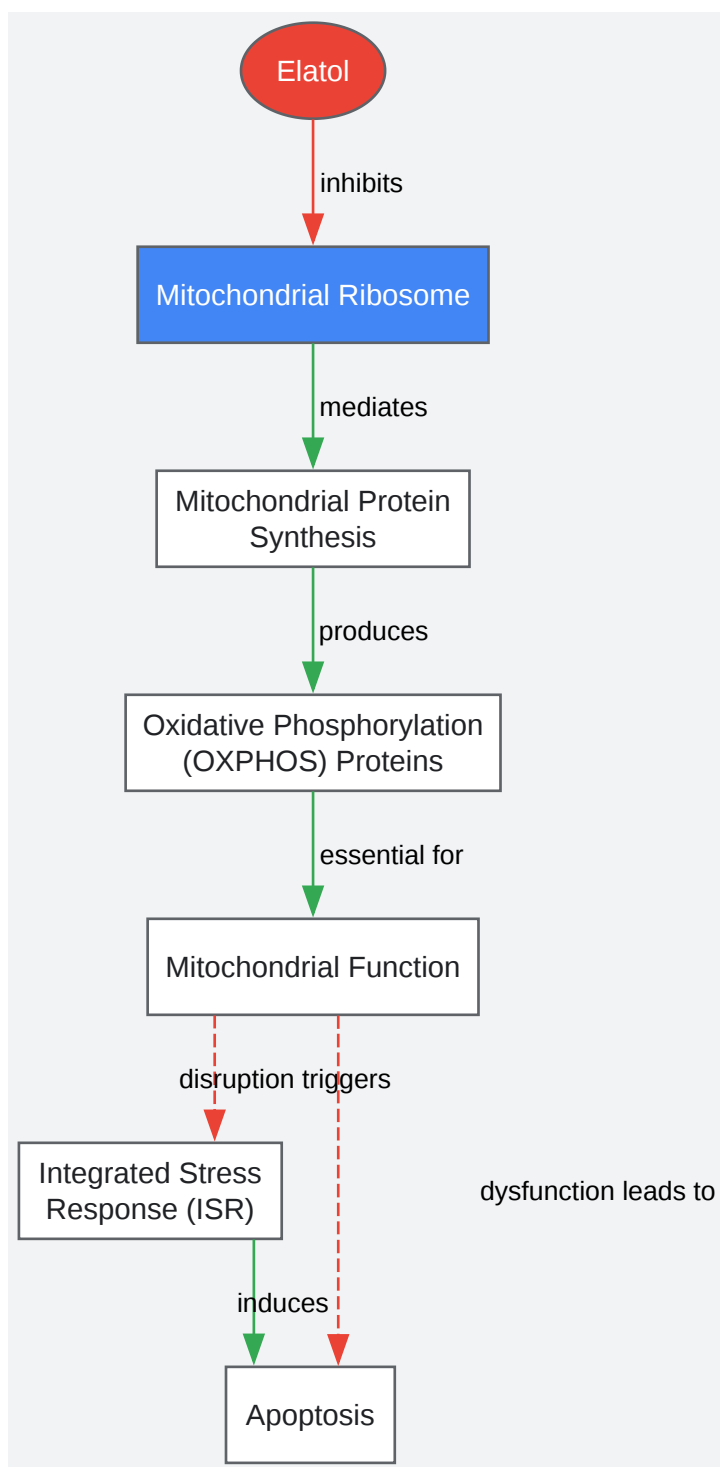 Elatol
inhibits
Mitochondrial Ribosome
mediates
Mitochondrial Protein
Synthesis
produces
Oxidative Phosphorylation
(OXPHOS) Proteins
essential for
Mitochondrial Function
disruption triggers
Integrated Stress
Response (ISR)
dysfunction leads to
induces
Apoptosis